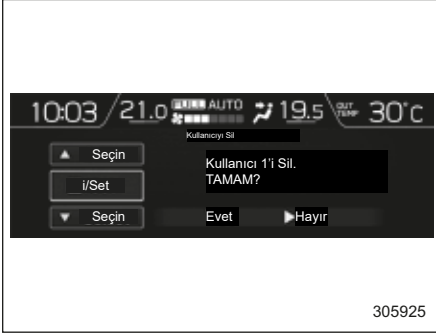 10:03 21.0 FULL AUTO 19.5 OUT TEMP 30°C
Kullanıcıyı Sil
▲ Seçin
Kullanıcı 1'i Sil.
i/Set
TAMAM?
▼ Seçin Evet ▶Hayır
305925